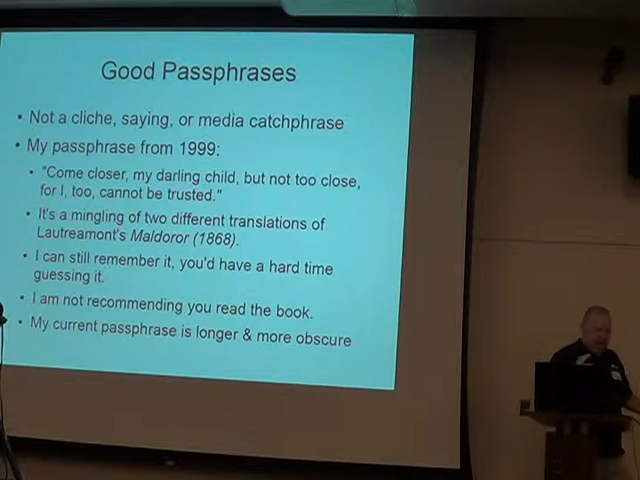 Good Passphrases
• Not a cliche, saying, or media catchphrase
• My passphrase from 1999:
• "Come closer, my darling child, but not too close,
for I, too, cannot be trusted."
• It's a mingling of two different translations of
Lautreamont's Maldoror (1868).
• I can still remember it, you'd have a hard time
guessing it.
• I am not recommending you read the book.
• My current passphrase is longer & more obscure